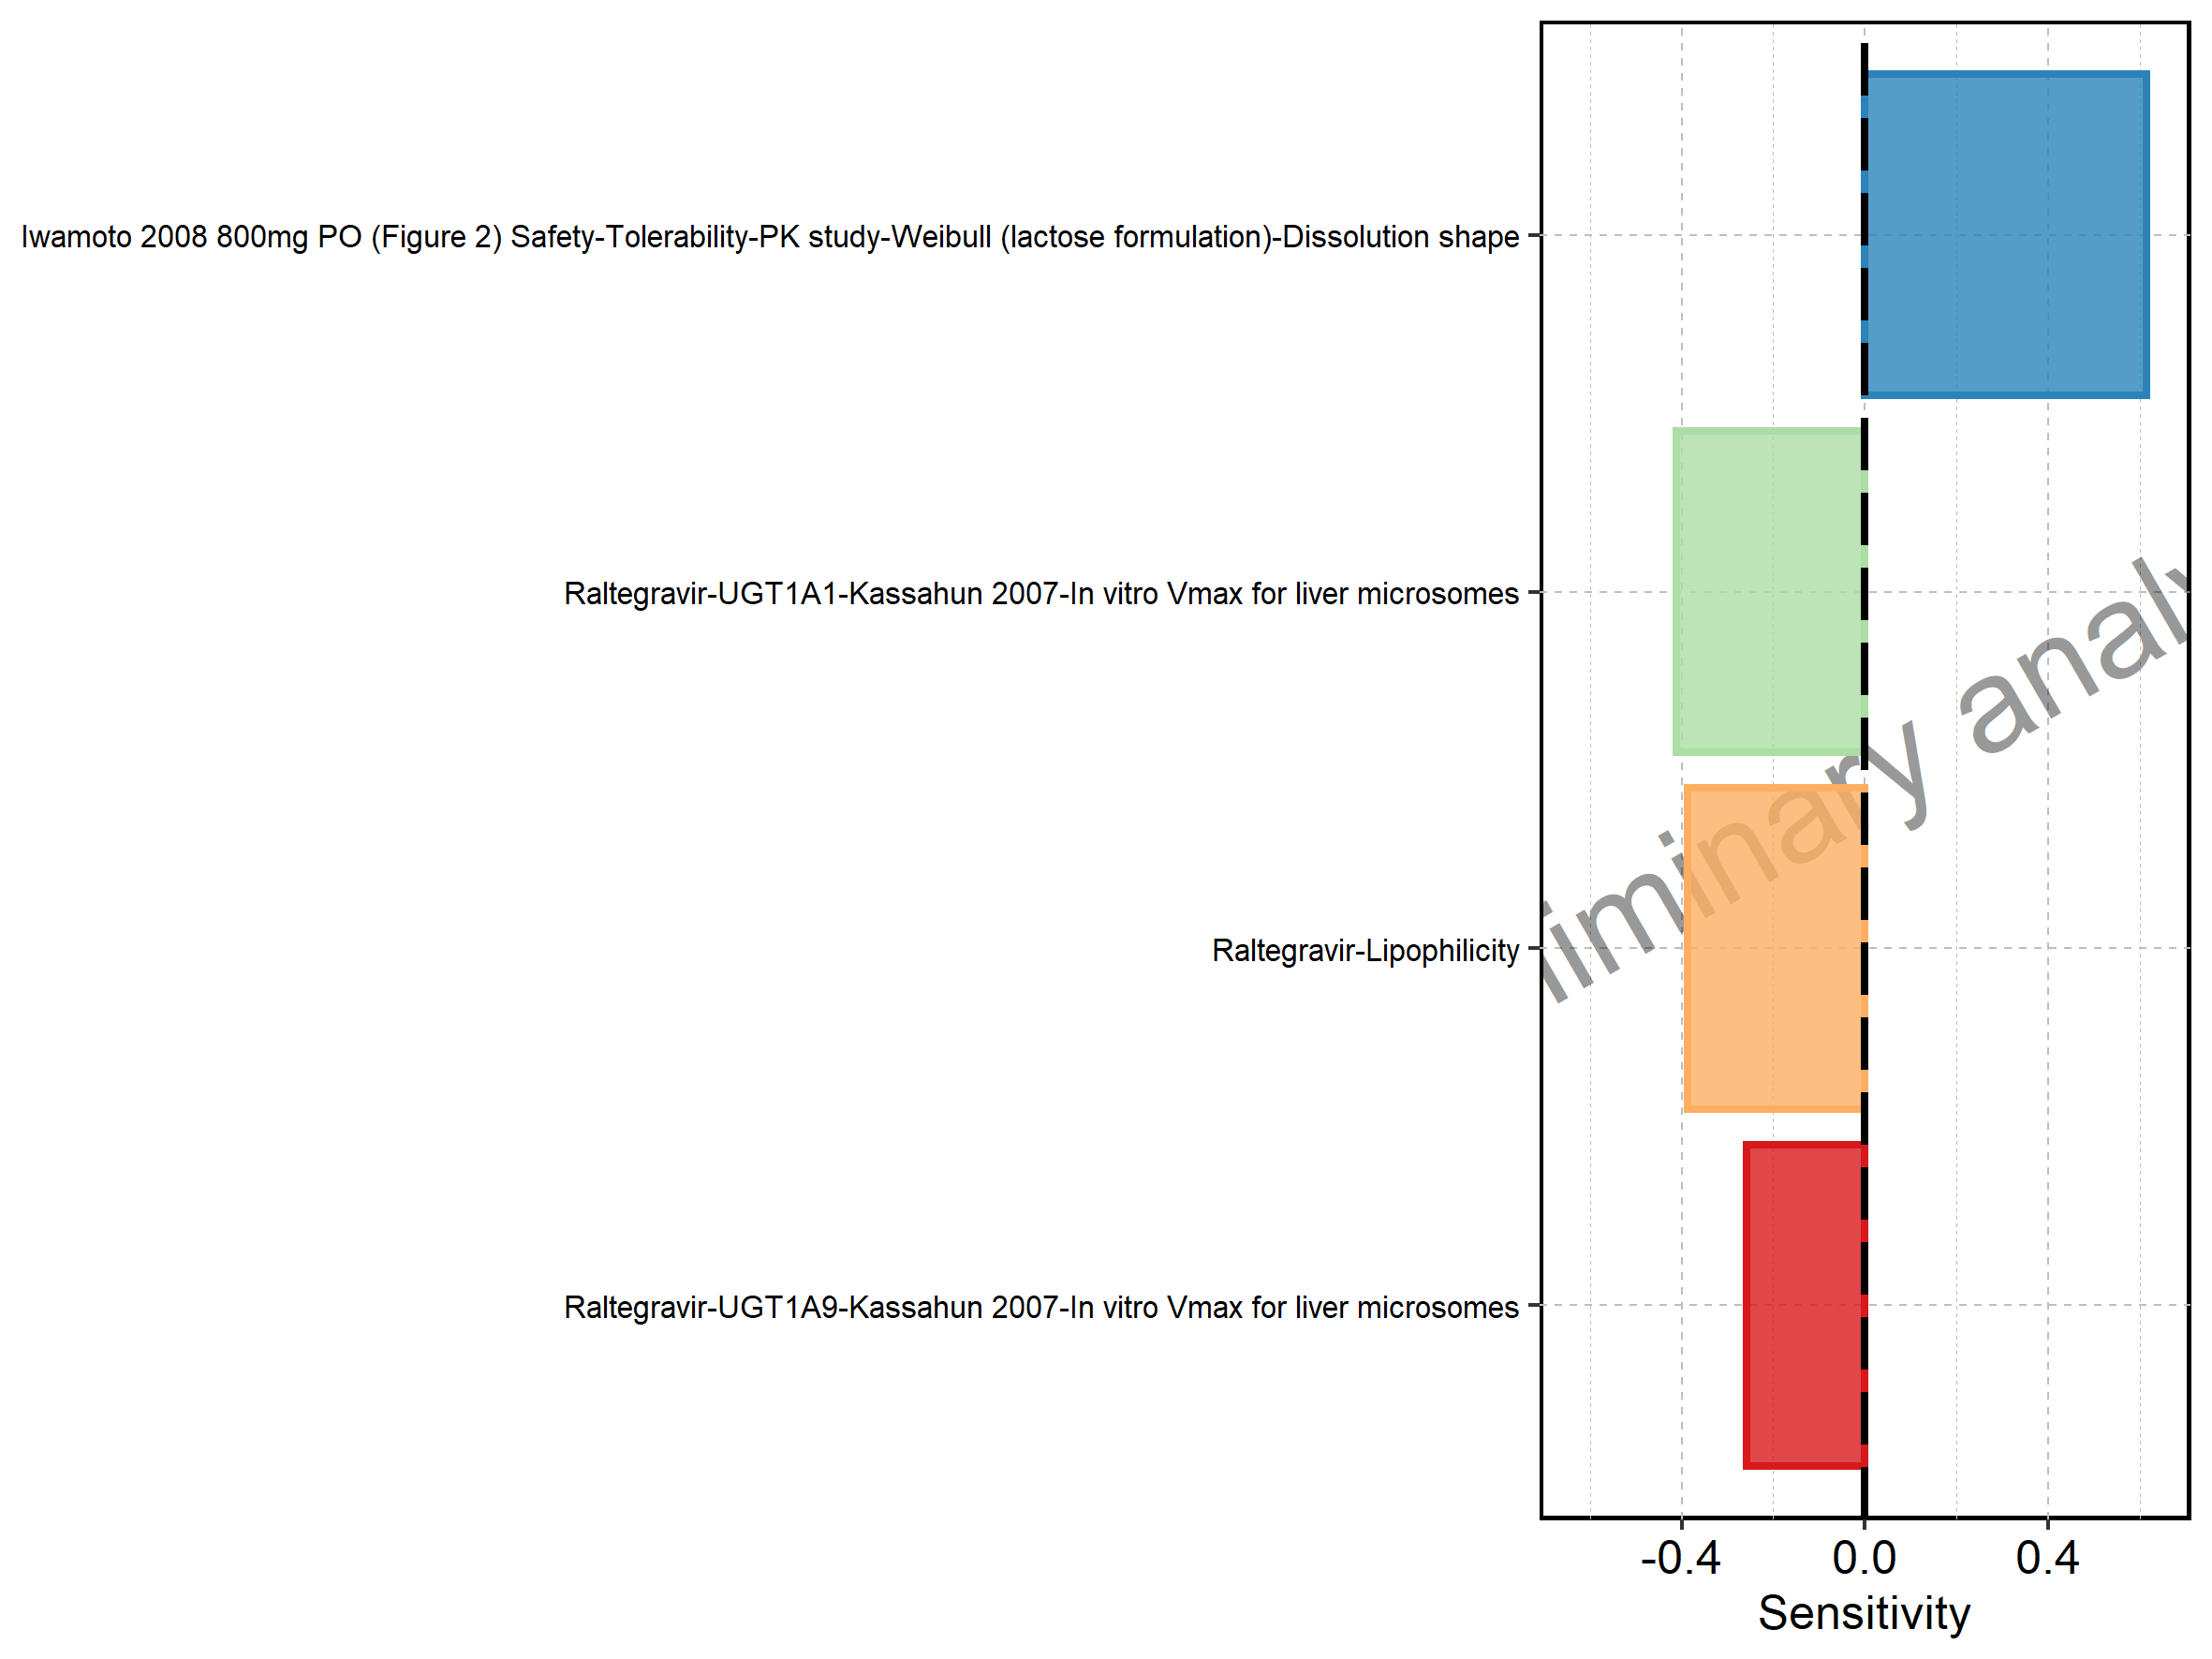 Iwamoto 2008 800mg PO (Figure 2) Safety-Tolerability-PK study-Weibull (lactose formulation)-Dissolution shape
Raltegravir-UGT1A1-Kassahun 2007-In vitro Vmax for liver microsomes
Raltegravir-Lipophilicity
Raltegravir-UGT1A9-Kassahun 2007-In vitro Vmax for liver microsomes
-0.4 0.0 0.4
Sensitivity